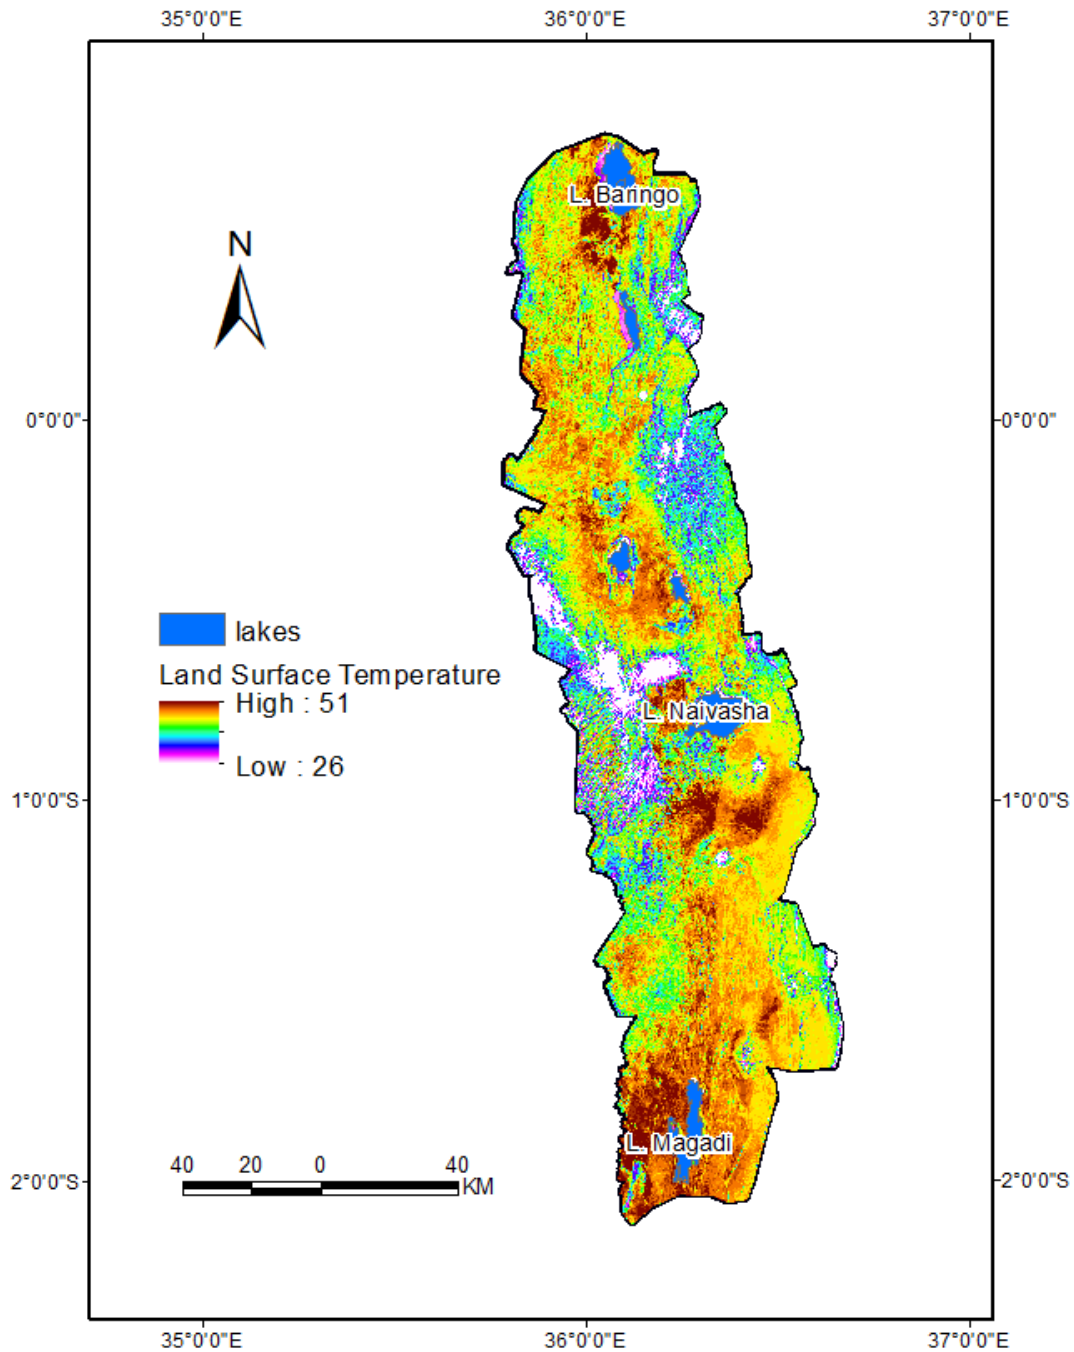 35°0'0"E
36°0'0"E
37°0'0"E
L. Baringo
N
0°0'0"
0°0'0"
lakes
Land Surface Temperature
High : 51
L. Naivasha
Low : 26
1°0'0"S
1°0'0"S
L. Magadi
40 20 0 40
KM
2°0'0"S
2°0'0"S
35°0'0"E
36°0'0"E
37°0'0"E